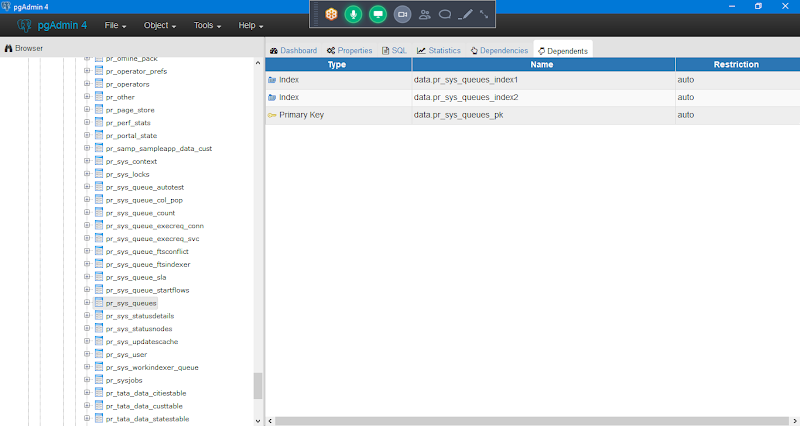 pgAdmin 4
pgAdmin 4 File Object Tools Help
Browser
Dashboard Properties SQL Statistics Dependencies Dependents
Type Name Restriction
Index data.pr_sys_queues_index1 auto
Index data.pr_sys_queues_index2 auto
Primary Key data.pr_sys_queues_pk auto
pr_operator_prefs
pr_operators
pr_other
pr_page_store
pr_perf_stats
pr_portal_state
pr_samp_sampleapp_data_cust
pr_sys_context
pr_sys_locks
pr_sys_queue_autotest
pr_sys_queue_col_pop
pr_sys_queue_count
pr_sys_queue_execreq_conn
pr_sys_queue_execreq_svc
pr_sys_queue_ftsconflict
pr_sys_queue_ftsindexer
pr_sys_queue_sla
pr_sys_queue_startflows
pr_sys_queues
pr_sys_statusdetails
pr_sys_statusnodes
pr_sys_updatescache
pr_sys_user
pr_sys_workindexer_queue
pr_sysjobs
pr_tata_data_citiestable
pr_tata_data_custtable
pr_tata_data_statestable